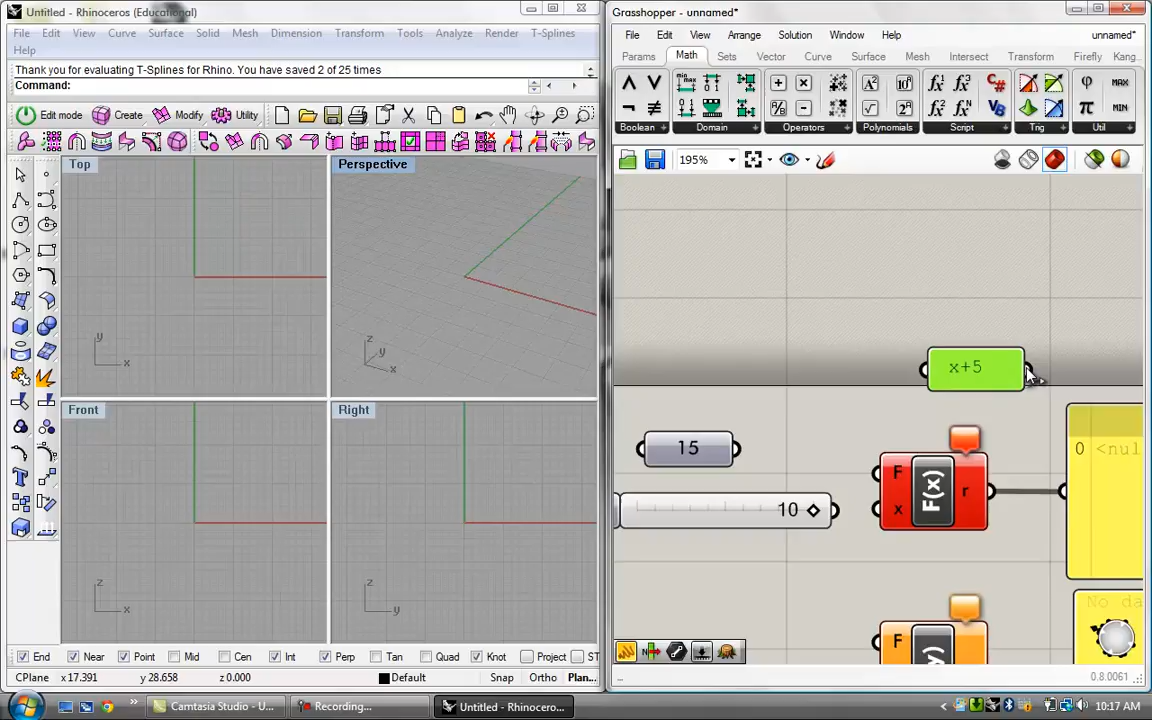 Untitled - Rhinoceros (Educational)
File Edit View Curve Surface Solid Mesh Dimension Transform Tools Analyze Render T-Splines
Help
Thank you for evaluating T-Splines for Rhino. You have saved 2 of 25 times
Command:
Edit mode Create Modify Utility
Top
Perspective
Front
Right
y
x
z
y
x
z
x
z
y
End Near Point Mid Cen Int Perp Tan Quad Knot Project ST
CPlane x 17.391 y 28.658 z 0.000 Default Snap Ortho Plan...
Grasshopper - unnamed*
File Edit View Arrange Solution Window Help unnamed*
Params Math Sets Vector Curve Surface Mesh Intersect Transform Firefly Kang
Boolean Domain Operators Polynomials Script Trig Util
MAX
MIN
C#
VB
195%
x+5
15
10
F
x
F(x)
r
0 <nul
F
No da
0.8.0061
Camtasia Studio - U...
Recording...
Untitled - Rhinocero...
10:17 AM